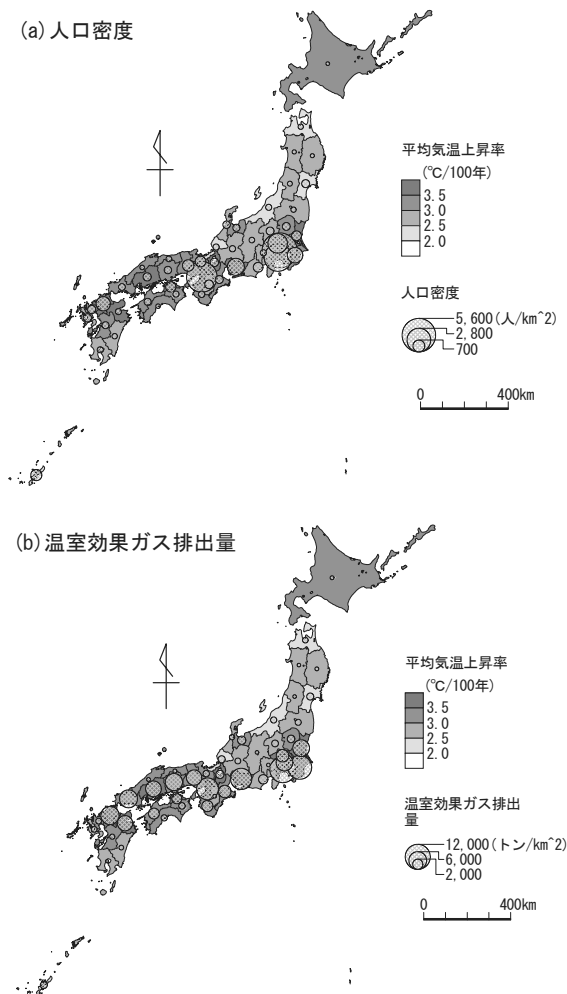 (a)人口密度
平均気温上昇率
(℃/100年)
3.5
3.0
2.5
2.0
人口密度
5,600(人/km^2)
2,800
700
0 400km
(b)温室効果ガス排出量
平均気温上昇率
(℃/100年)
3.5
3.0
2.5
2.0
温室効果ガス排出
量
12,000(トン/km^2)
6,000
2,000
0 400km